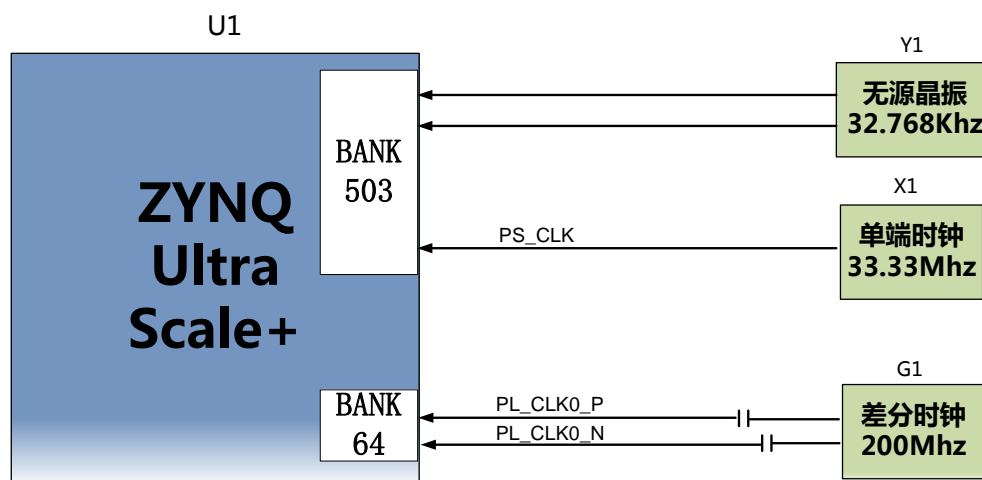 U1
ZYNQ
Ultra
Scale+
BANK
503
BANK
64
PS_CLK
PL_CLK0_P
PL_CLK0_N
Y1
无源晶振
32.768Khz
X1
单端时钟
33.33Mhz
G1
差分时钟
200Mhz